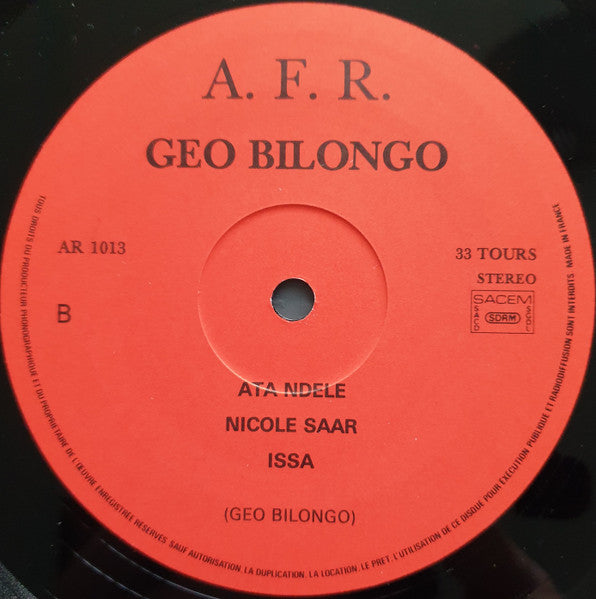 A. F. R.
GEO BILONGO
AR 1013
33 TOURS
STEREO
B
SACEM
SACD
SDRM
SGDL
ATA NDELE
NICOLE SAAR
ISSA
(GEO BILONGO)
TOUS DROITS DU PRODUCTEUR PHONOGRAPHIQUE ET DU PROPRIETAIRE DE L'ŒUVRE ENREGISTREE RESERVES. SAUF AUTORISATION, LA DUPLICATION, LA LOCATION, LE PRET, L'UTILISATION DE CE DISQUE POUR EXECUTION PUBLIQUE ET RADIODIFFUSION SONT INTERDITS MADE IN FRANCE